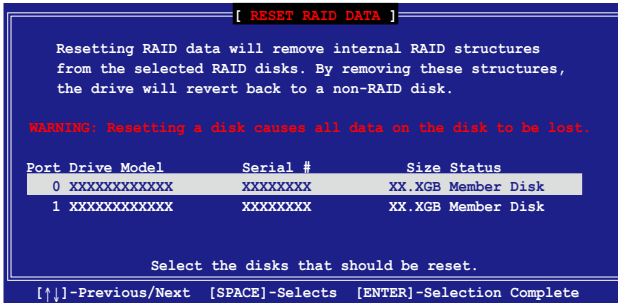 [ RESET RAID DATA ]
Resetting RAID data will remove internal RAID structures
from the selected RAID disks. By removing these structures,
the drive will revert back to a non-RAID disk.
WARNING: Resetting a disk causes all data on the disk to be lost.
Port Drive Model Serial # Size Status
0 XXXXXXXXXXXX XXXXXXXX XX.XGB Member Disk
1 XXXXXXXXXXXX XXXXXXXX XX.XGB Member Disk
Select the disks that should be reset.
[↑↓]-Previous/Next [SPACE]-Selects [ENTER]-Selection Complete